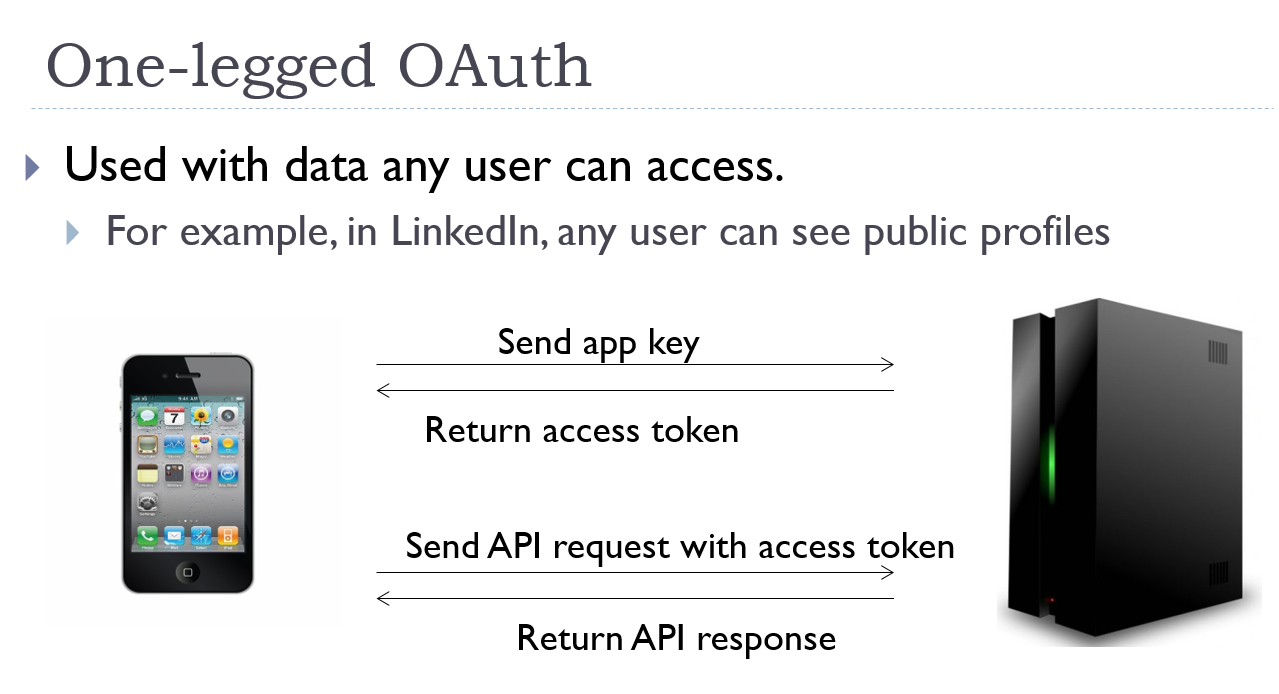 One-legged OAuth
Used with data any user can access.
For example, in LinkedIn, any user can see public profiles
Send app key
Return access token
Send API request with access token
Return API response
7